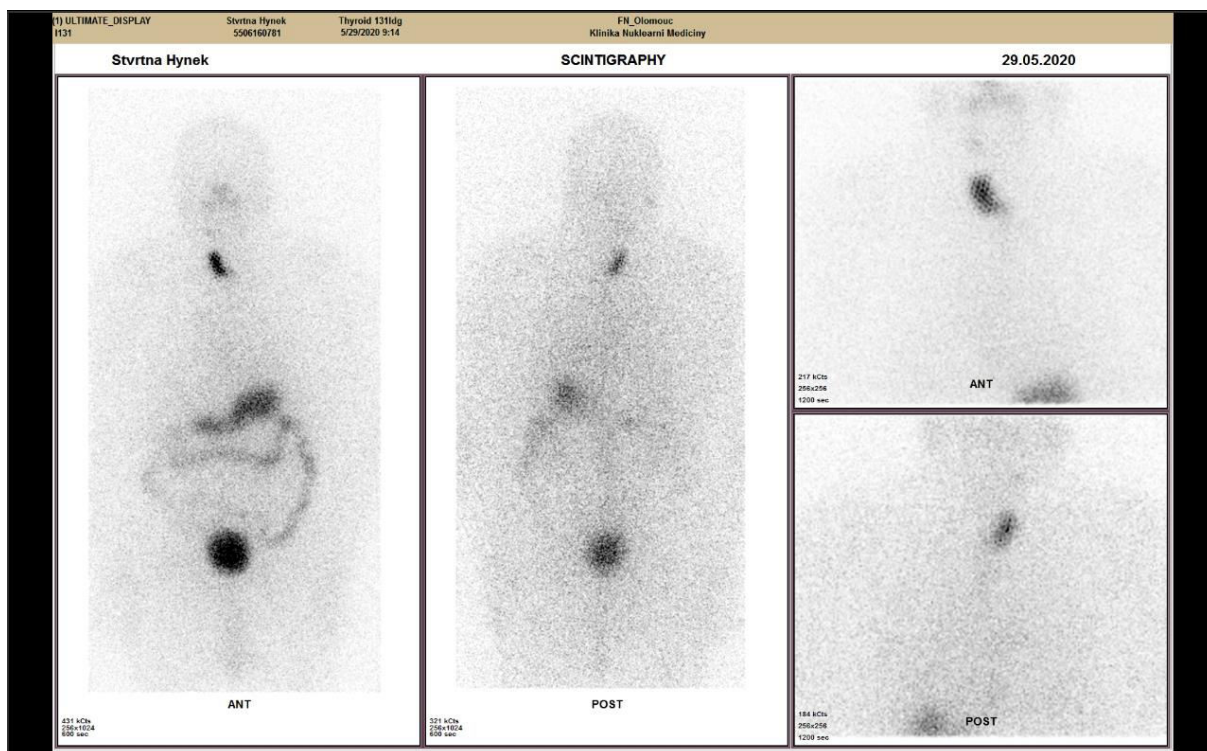 (1) ULTIMATE_DISPLAY Stvrtna Hynek Thyroid 131Idg FN_Olomouc
I131 5506160781 5/29/2020 9:14 Klinika Nuklearni Mediciny
Stvrtna Hynek SCINTIGRAPHY 29.05.2020
217 kCts
256x256
1200 sec
ANT
431 kCts
256x1024
600 sec
ANT
321 kCts
256x1024
600 sec
POST
184 kCts
256x256
1200 sec
POST